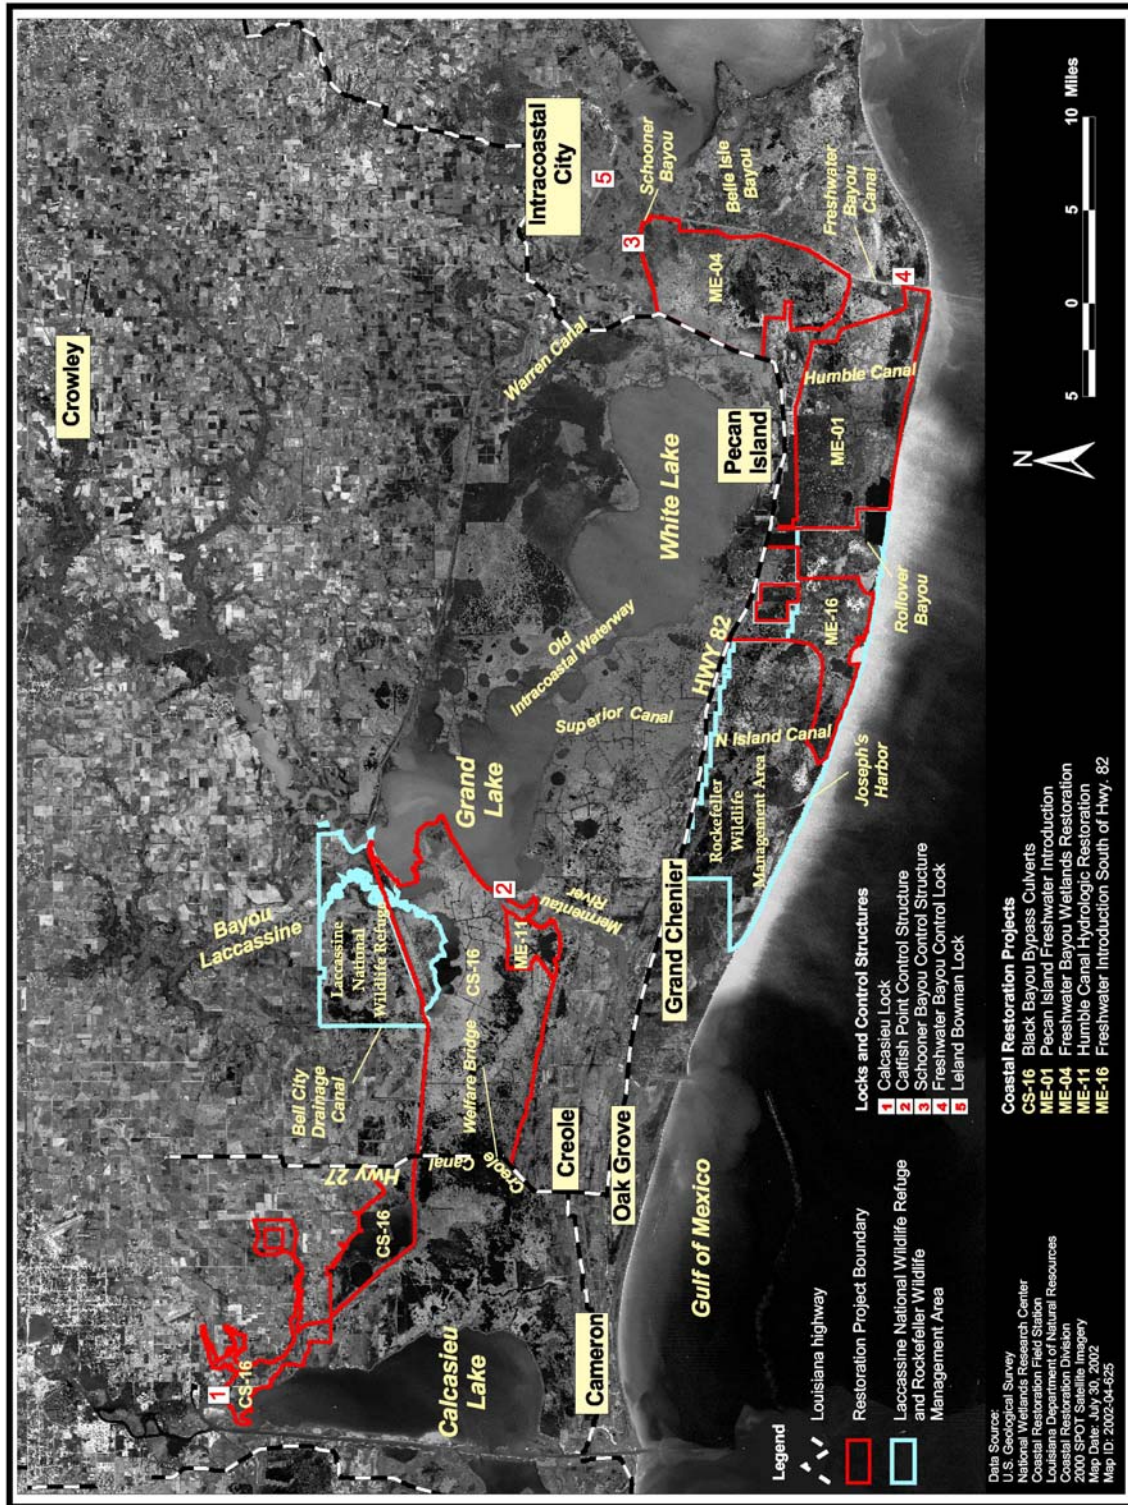 Crowley
Intracoastal
City
5
Schooner
Bayou
3
Belle Isle
Bayou
ME-04
Freshwater
Bayou
Canal
4
Warren Canal
White Lake
Pecan
Island
Humble Canal
ME-01
Old
Intracoastal Waterway
Superior Canal
HWY 82
ME-16
Rollover
Bayou
N Island Canal
Joseph's
Harbor
Rockefeller
Wildlife
Management Area
Grand
Lake
2
Mermentau
River
Grand Chenier
Bayou
Laccassine
Laccassine
National
Wildlife Refuge
CS-16
ME-11
Bell City
Drainage
Canal
Welfare Bridge
Hwy 27
Creole
Canal
Creole
Oak Grove
CS-16
1
CS-16
Calcasieu
Lake
Cameron
Gulf of Mexico
Legend
Louisiana highway
Restoration Project Boundary
Laccassine National Wildlife Refuge
and Rockefeller Wildlife
Management Area
Locks and Control Structures
1 Calcasieu Lock
2 Catfish Point Control Structure
3 Schooner Bayou Control Structure
4 Freshwater Bayou Control Lock
5 Leland Bowman Lock
Coastal Restoration Projects
CS-16 Black Bayou Bypass Culverts
ME-01 Pecan Island Freshwater Introduction
ME-04 Freshwater Bayou Wetlands Restoration
ME-11 Humble Canal Hydrologic Restoration
ME-16 Freshwater Introduction South of Hwy. 82
N
5 0 5 10 Miles
Data Source:
U.S. Geological Survey
National Wetlands Research Center
Coastal Restoration Field Station
Louisiana Department of Natural Resources
Coastal Restoration Division
2000 SPOT Satellite Imagery
Map Date: July 30, 2002
Map ID: 2002-04-625